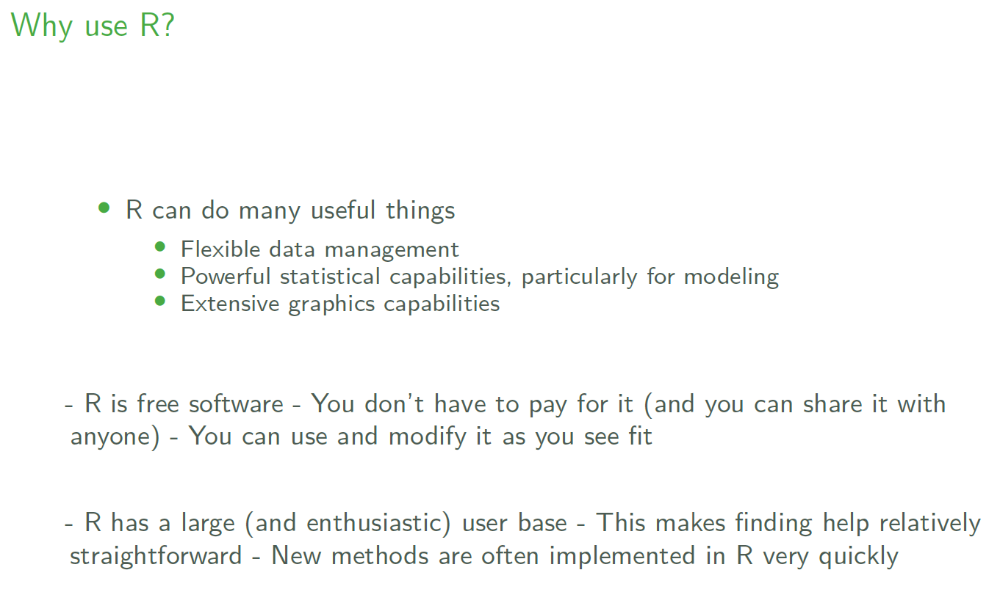 Why use R?
• R can do many useful things
• Flexible data management
• Powerful statistical capabilities, particularly for modeling
• Extensive graphics capabilities
- R is free software - You don't have to pay for it (and you can share it with
anyone) - You can use and modify it as you see fit
- R has a large (and enthusiastic) user base - This makes finding help relatively
straightforward - New methods are often implemented in R very quickly